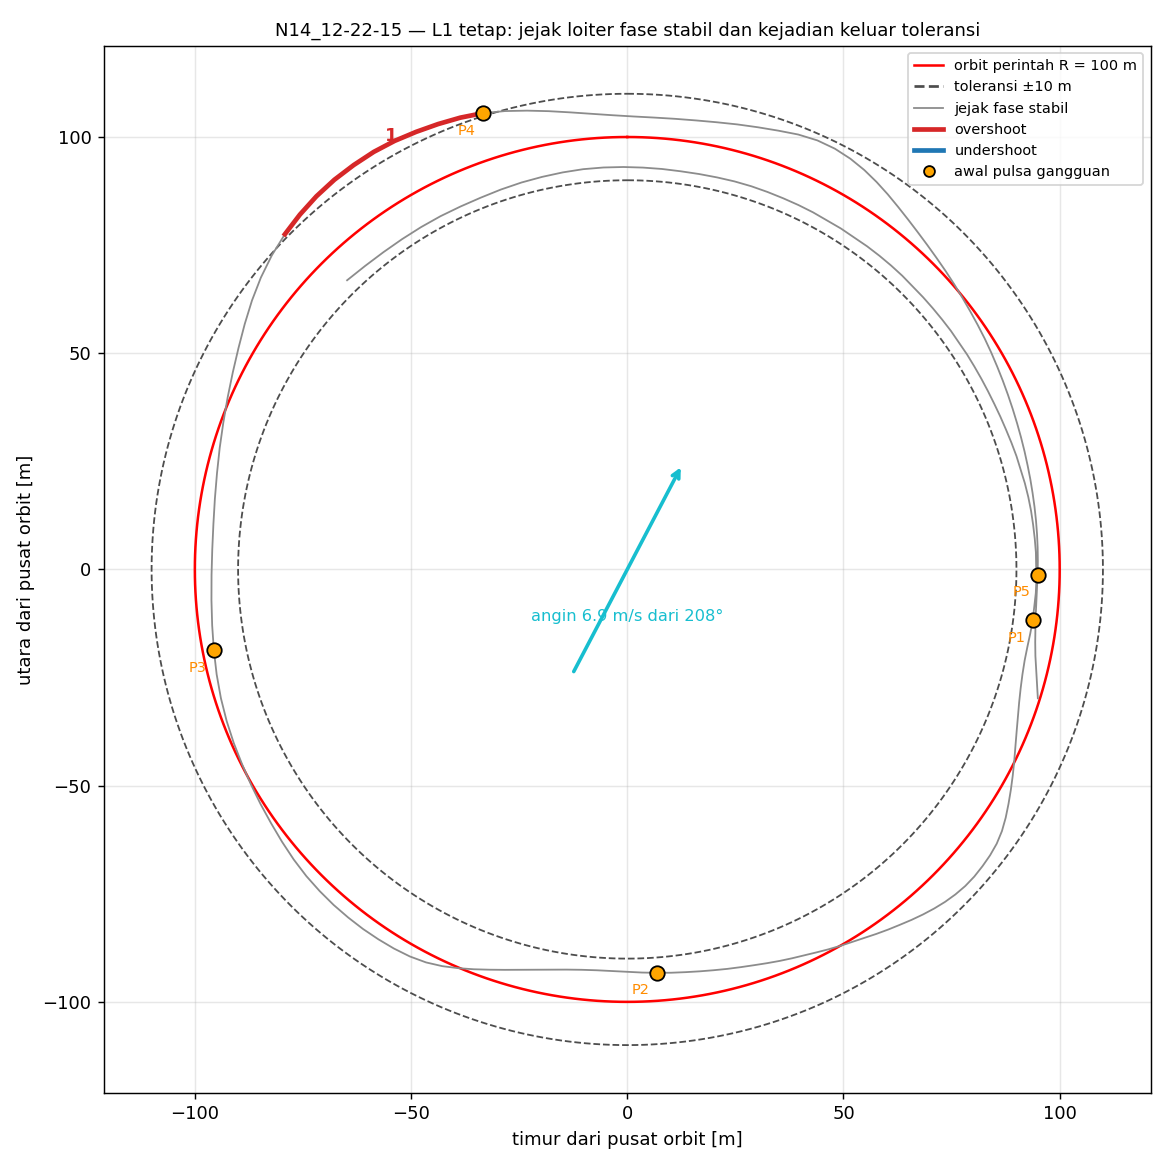 N14_12-22-15 — L1 tetap: jejak loiter fase stabil dan kejadian keluar toleransi
orbit perintah R = 100 m
toleransi ±10 m
jejak fase stabil
overshoot
undershoot
awal pulsa gangguan
1
P4
angin 6.9 m/s dari 208°
P5
P1
P3
P2
utara dari pusat orbit [m]
100
50
0
−50
−100
−100
−50
0
50
100
timur dari pusat orbit [m]